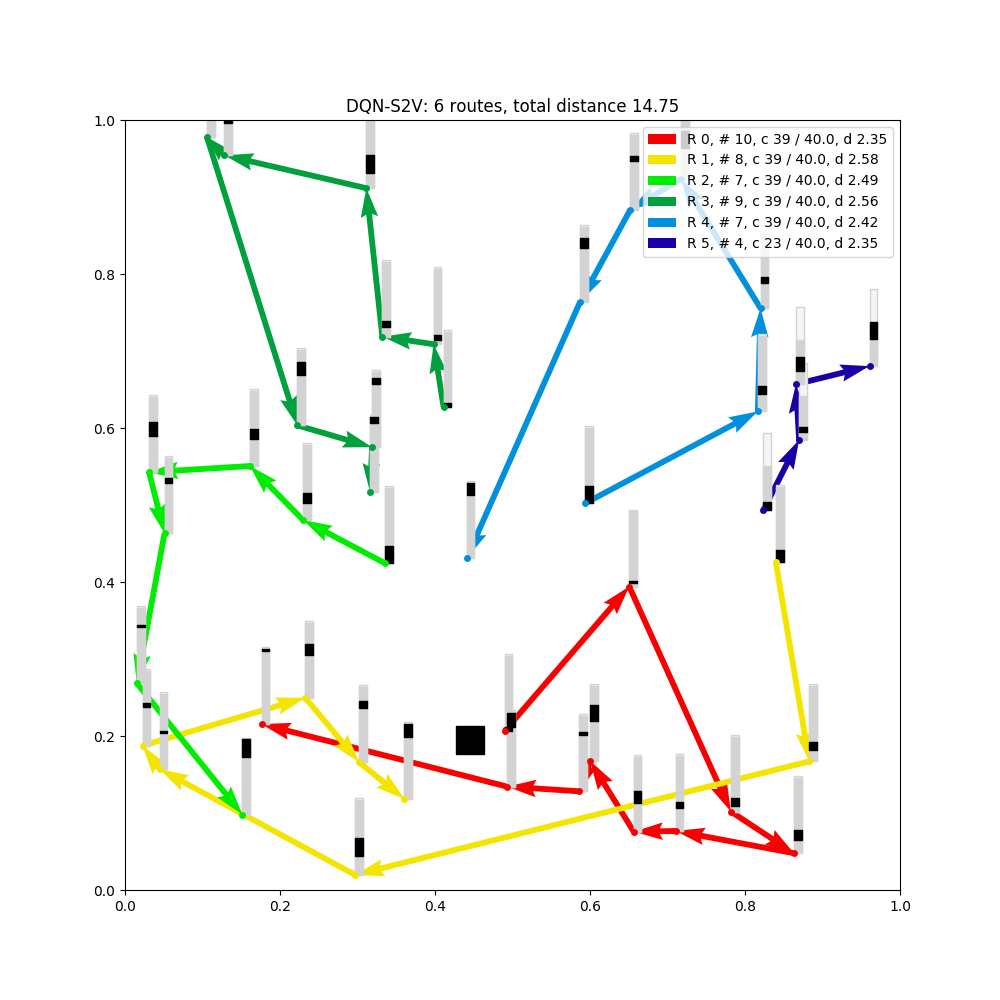 DQN-S2V: 6 routes, total distance 14.75
R 0, # 10, c 39 / 40.0, d 2.35
R 1, # 8, c 39 / 40.0, d 2.58
R 2, # 7, c 39 / 40.0, d 2.49
R 3, # 9, c 39 / 40.0, d 2.56
R 4, # 7, c 39 / 40.0, d 2.42
R 5, # 4, c 23 / 40.0, d 2.35
1.0
0.8
0.6
0.4
0.2
0.0
0.0 0.2 0.4 0.6 0.8 1.0